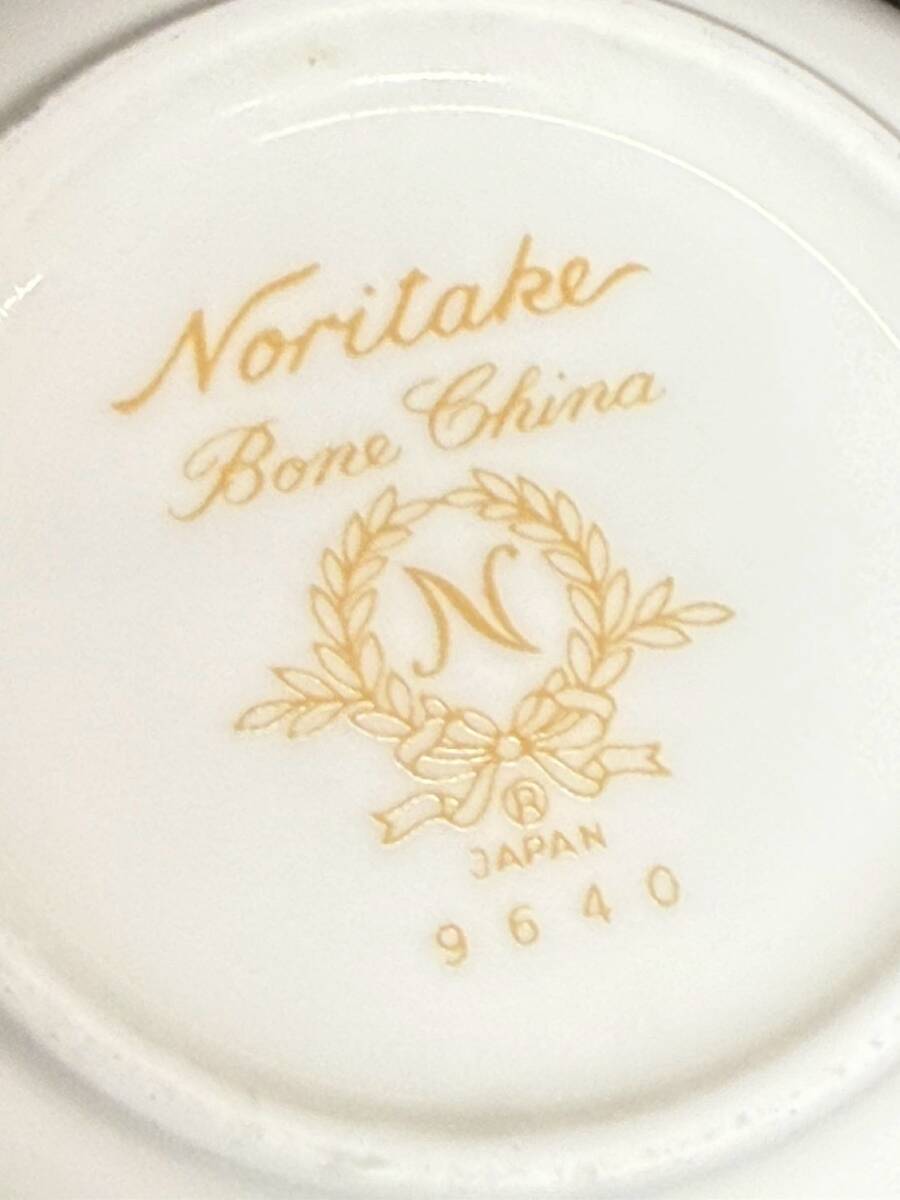 Noritake
Bone China
N
®
JAPAN
9640